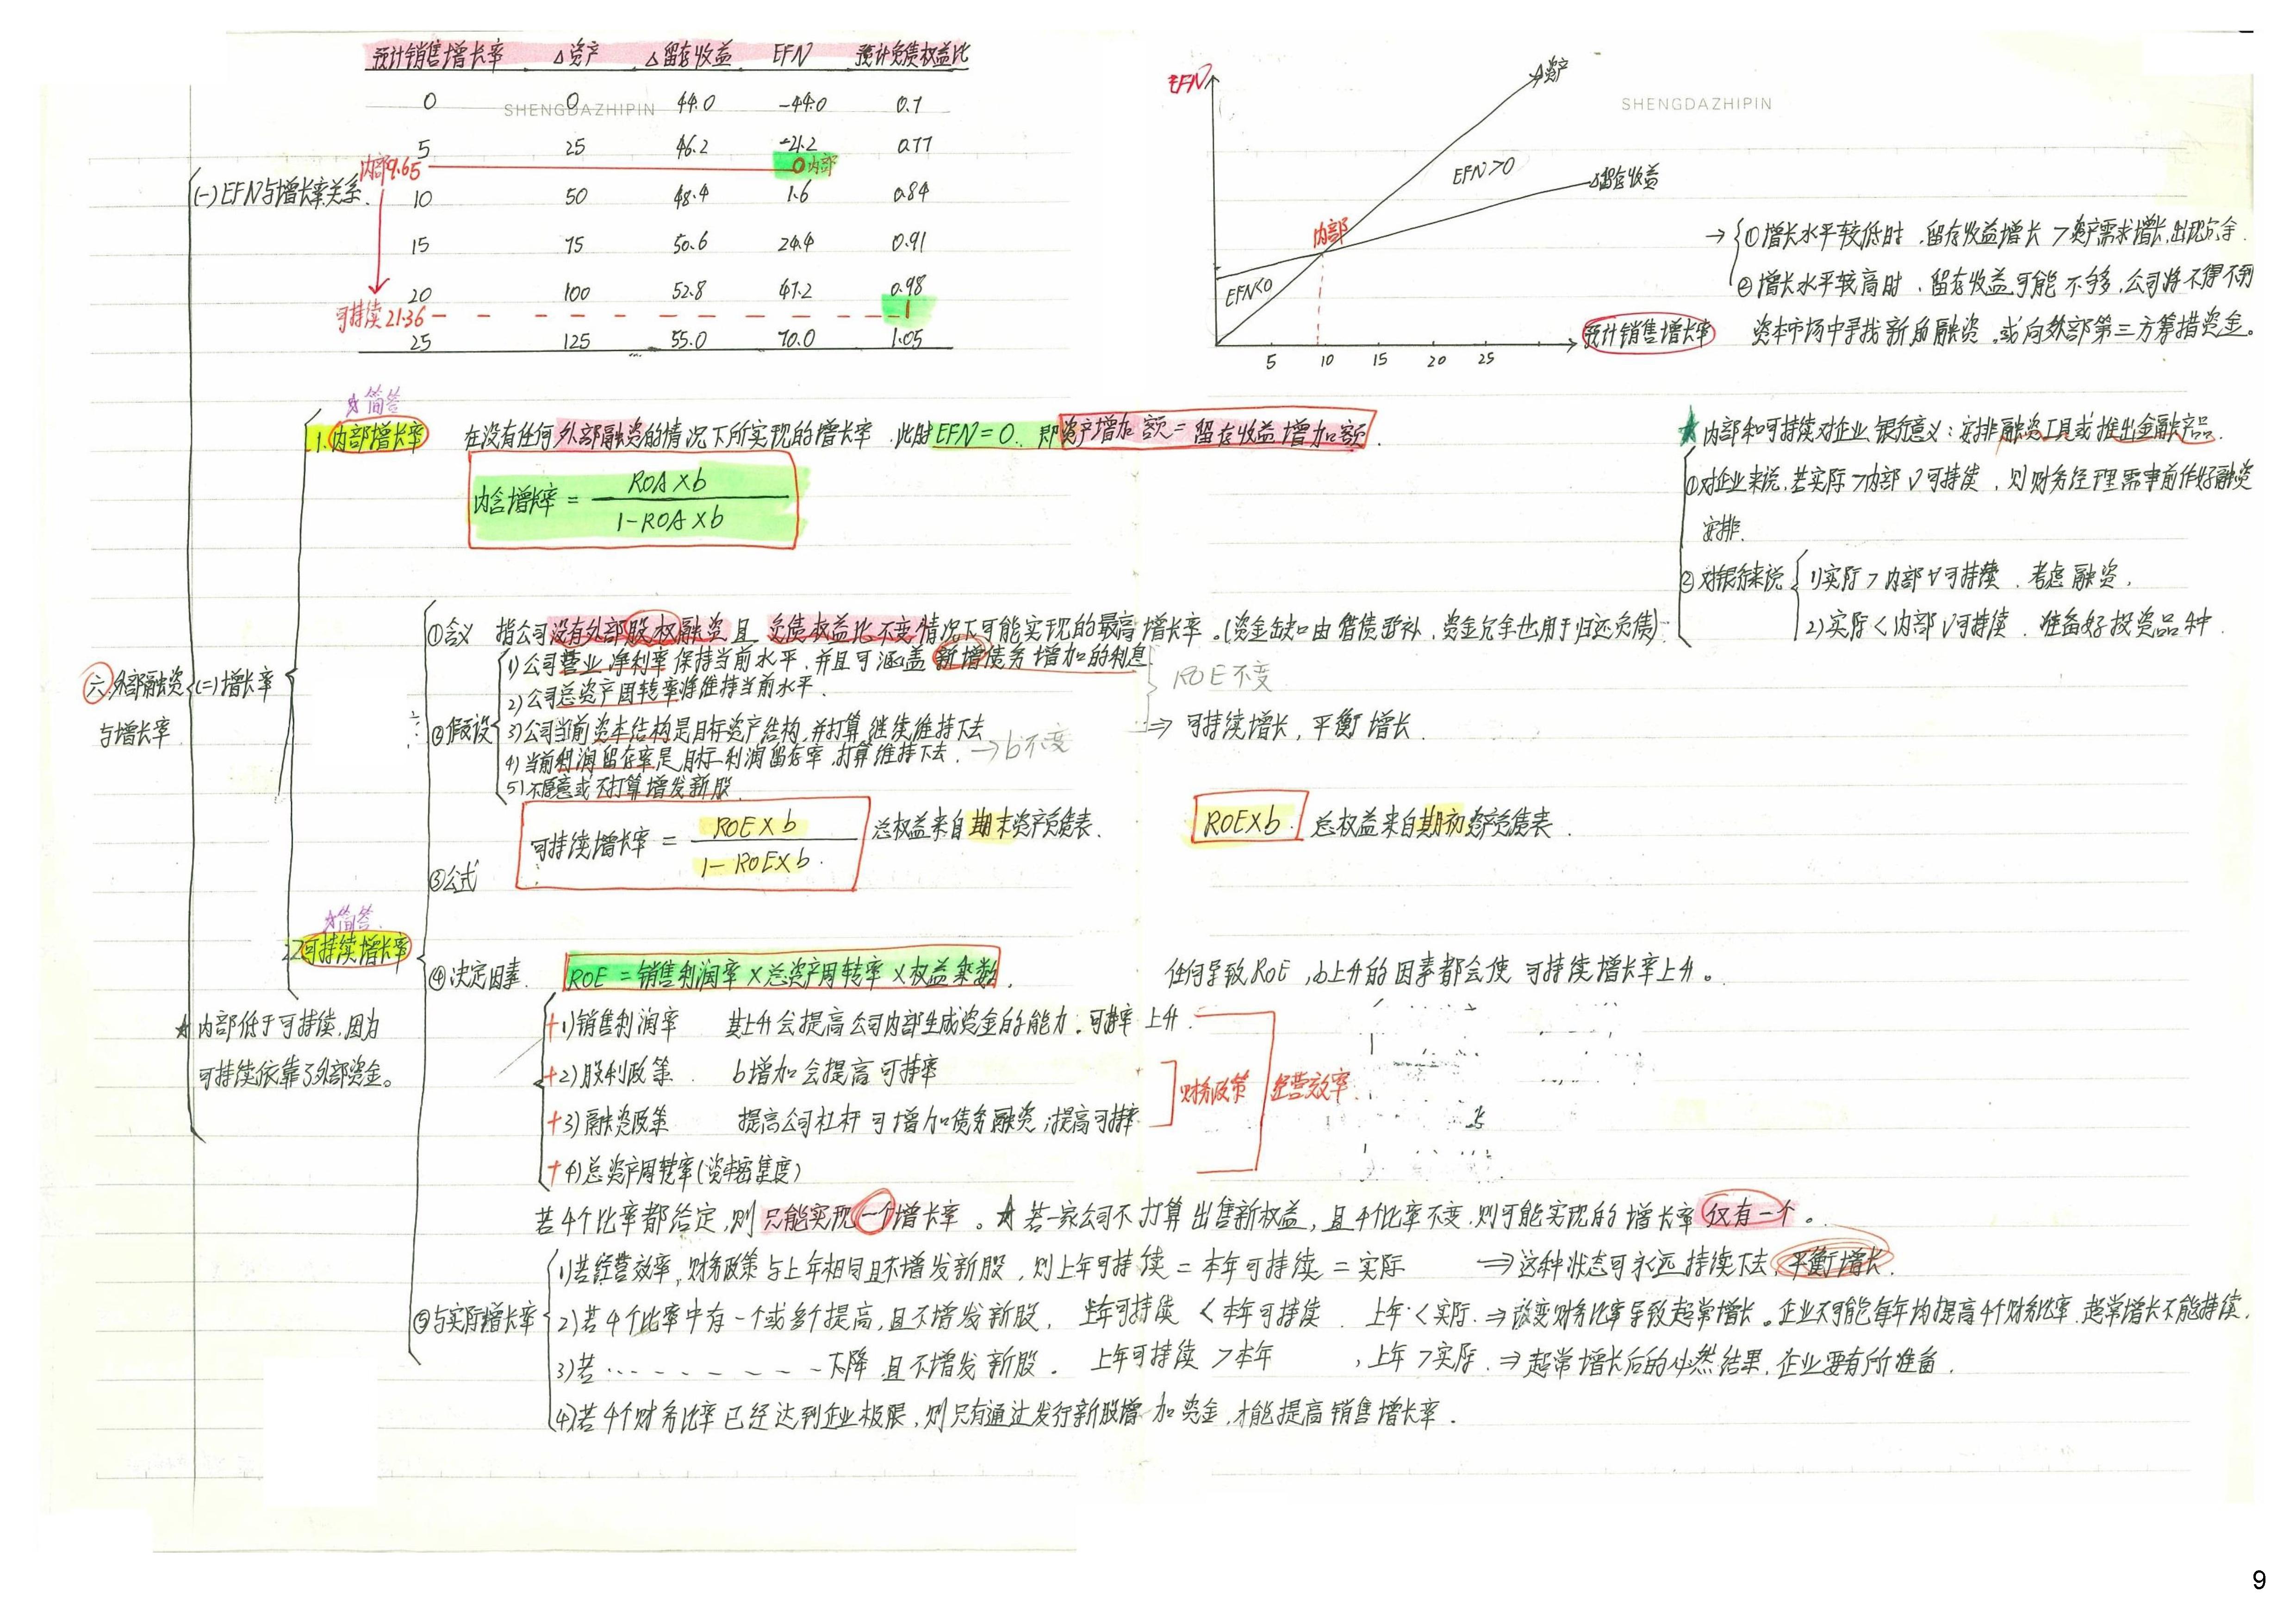 预计销售增长率 Δ资产 Δ留存收益 EFN 预计负债权益比
0 0 44.0 -44.0 0.7
SHENGDAZHIPIN
5 25 46.2 -21.2 0.77
内部9.65 0内部
10 50 48.4 1.6 0.84
15 75 50.6 24.4 0.91
20 100 52.8 47.2 0.98
可持续21.36 1
25 125 55.0 70.0 1.05
(一)EFN与增长率关系
EFN
Δ资产
SHENGDAZHIPIN
EFN>0
Δ留存收益
内部
EFN<0
预计销售增长率
5 10 15 20 25
→ ①增长水平较低时,留存收益增长>资产需求增长,出现冗余.
②增长水平较高时,留存收益可能不够,公司将不得不到
资本市场中寻找新的融资,或向外部第三方筹措资金。
☆简答
1.内部增长率 在没有任何外部融资的情况下所实现的增长率.此时EFN=0.即资产增加额=留存收益增加额.
内含增长率 = ROA×b / 1-ROA×b
★内部和可持续对企业、银行意义:安排融资工具或推出金融产品.
①对企业来说,若实际>内部∨可持续,则财务经理需事前作好融资
安排.
②对银行来说 1)实际>内部∨可持续.考虑融资.
2)实际<内部∨可持续.准备好投资品种.
六.外部融资
与增长率
(二)增长率
①含义 指公司没有外部股权融资且负债权益比不变情况下可能实现的最高增长率.(资金缺口由借债弥补,资金冗余也用于归还负债)
②假设 1)公司营业净利率保持当前水平,并且可涵盖新增债务增加的利息
2)公司总资产周转率将维持当前水平.
3)公司当前资本结构是目标资产结构,并打算继续维持下去
4)当前利润留存率是目标利润留存率,打算维持下去. →b不变
5)不愿意或不打算增发新股.
ROE不变
⇒ 可持续增长,平衡增长.
③公式 可持续增长率 = ROE×b / 1-ROE×b. 总权益来自期末资产负债表.
ROE×b. 总权益来自期初资产负债表.
☆简答
2.可持续增长率
④决定因素. ROE=销售利润率×总资产周转率×权益乘数. 任何导致ROE,b上升的因素都会使可持续增长率上升。
+1)销售利润率 其上升会提高公司内部生成资金的能力.可持率上升.
+2)股利政策. b增加会提高可持率
+3)融资政策 提高公司杠杆可增加债务融资;提高可持率
+4)总资产周转率(资本密集度)
财务政策
经营效率.
★内部低于可持续,因为
可持续依靠了外部资金。
若4个比率都给定,则只能实现一个增长率。★若一家公司不打算出售新权益,且4个比率不变.则可能实现的增长率仅有一个。
⑤与实际增长率 1)若经营效率,财务政策与上年相同且不增发新股,则上年可持续=本年可持续=实际 ⇒这种状态可永远持续下去,平衡增长.
2)若4个比率中有一个或多个提高,且不增发新股. 上年可持续<本年可持续. 上年<实际.⇒改变财务比率导致超常增长。企业不可能每年均提高4个财务比率.超常增长不能持续.
3)若……下降且不增发新股. 上年可持续>本年 ,上年>实际.⇒超常增长后的必然结果,企业要有所准备.
(4)若4个财务比率已经达到企业极限,则只有通过发行新股增加资金,才能提高销售增长率.
9